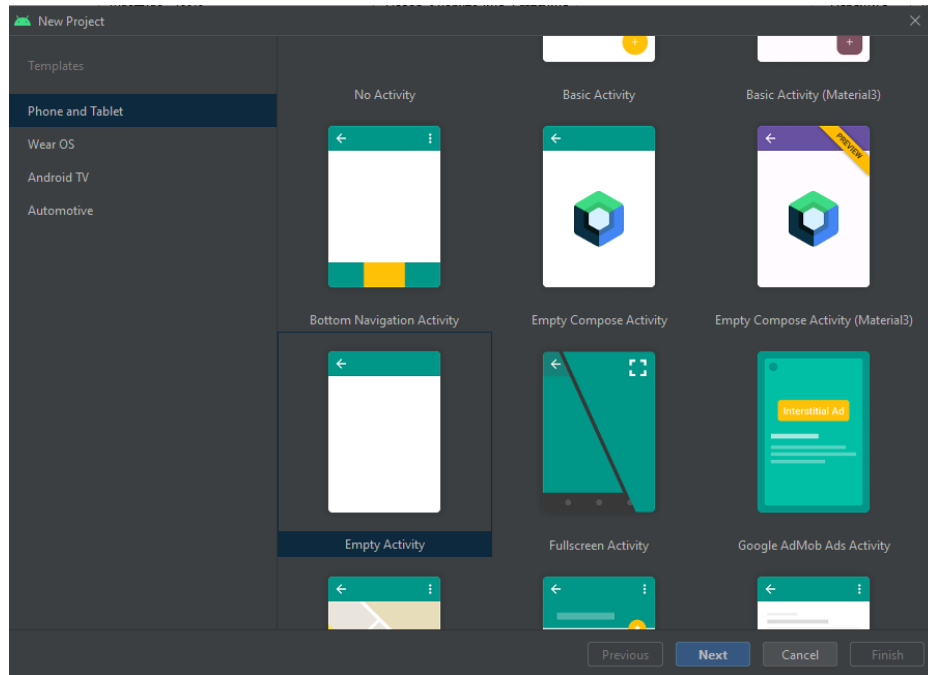 New Project
Templates
Phone and Tablet
Wear OS
Android TV
Automotive
No Activity
Basic Activity
Basic Activity (Material3)
PREVIEW
Bottom Navigation Activity
Empty Compose Activity
Empty Compose Activity (Material3)
Interstitial Ad
Empty Activity
Fullscreen Activity
Google AdMob Ads Activity
Previous
Next
Cancel
Finish